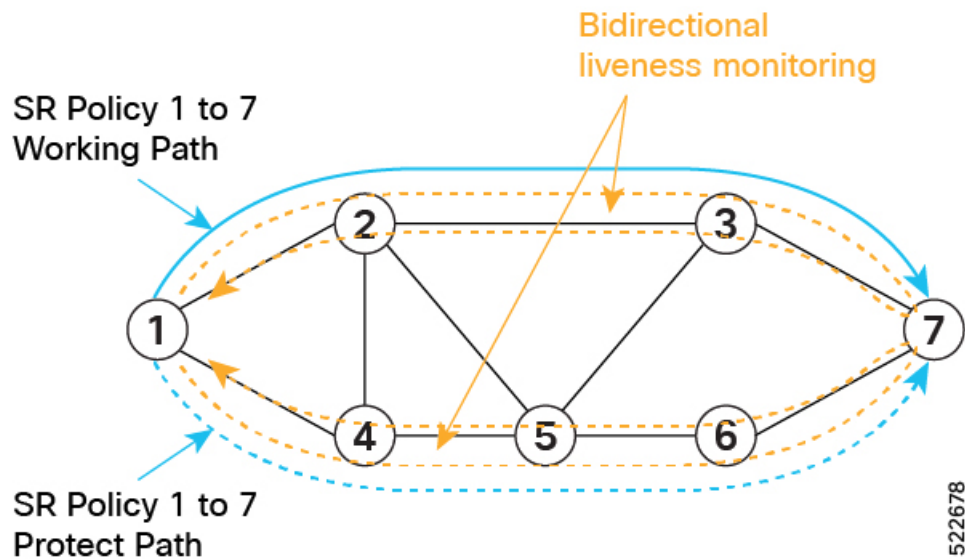 Bidirectional
liveness monitoring
SR Policy 1 to 7
Working Path
2
3
1
7
4
5
6
SR Policy 1 to 7
Protect Path
522678